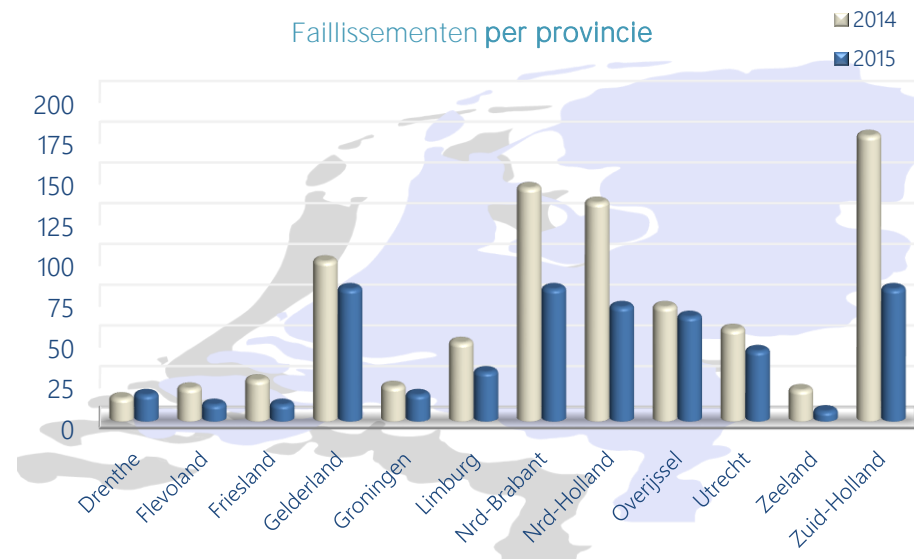 Faillissementen per provincie
2014
2015
200
175
150
125
100
75
50
25
0
Drenthe
Flevoland
Friesland
Gelderland
Groningen
Limburg
Nrd-Brabant
Nrd-Holland
Overijssel
Utrecht
Zeeland
Zuid-Holland